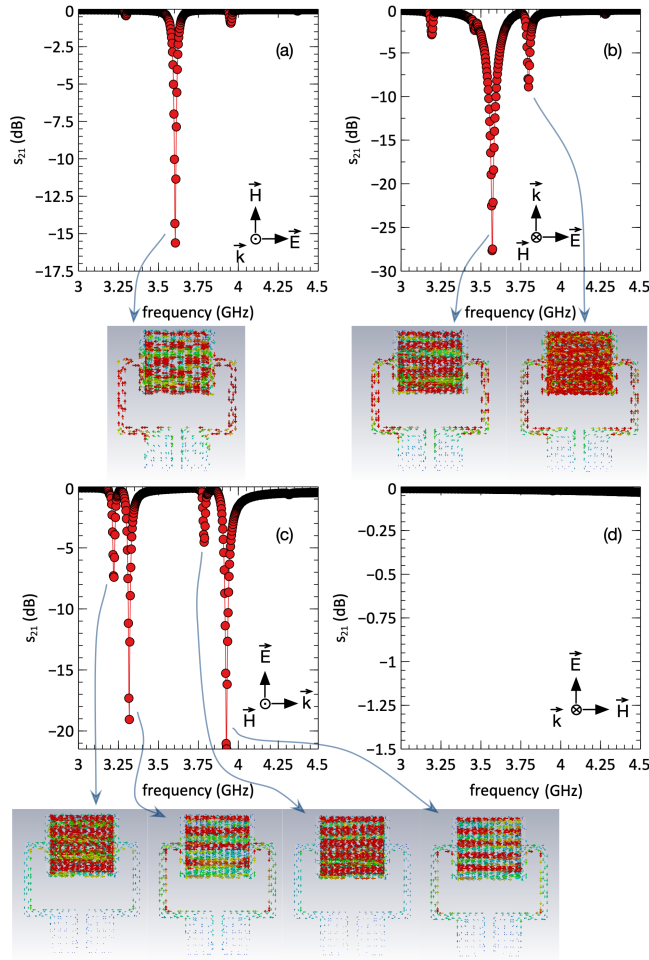 0
−2.5
−5
−7.5
−10
−12.5
−15
−17.5
s21 (dB)
(a)
H
k
E
3 3.25 3.5 3.75 4 4.25 4.5
frequency (GHz)
0
−5
−10
−15
−20
−25
−30
s21 (dB)
(b)
k
H
E
3 3.25 3.5 3.75 4 4.25 4.5
frequency (GHz)
0
−5
−10
−15
−20
s21 (dB)
(c)
E
H
k
3 3.25 3.5 3.75 4 4.25 4.5
frequency (GHz)
0
−0.25
−0.5
−0.75
−1
−1.25
−1.5
s21 (dB)
(d)
E
k
H
3 3.25 3.5 3.75 4 4.25 4.5
frequency (GHz)